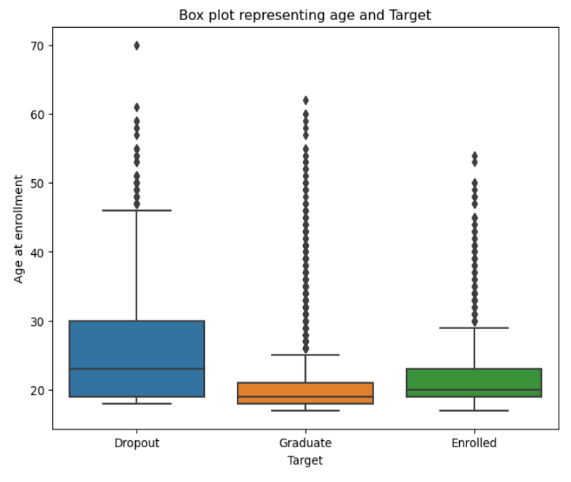 Box plot representing age and Target
70
60
50
40
30
20
Age at enrollment
Dropout Graduate Enrolled
Target